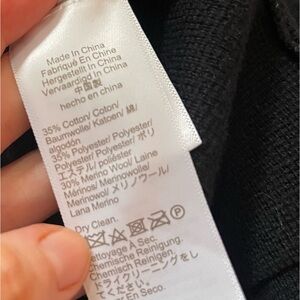 Made In China
Fabriqué En Chine
Hergestellt In China
Vervaardigd In China
中国製
hecho en china
35% Cotton/ Coton/
Baumwolle/ Katoen/ 綿/
algodón
35% Polyester/ Polyester/
Polyester/ Polyester/ ポリ
エステル/ poliéster
30% Merino Wool/ Laine
Mérinos/ Merinowolle/
Merinowol/ メリノウール/
Lana Merino
Dry Clean.
P
Nettoyage A Sec.
Chemische Reinigung.
Chemisch Reinigen.
ドライクリーニングをし
てください.
En Seco.